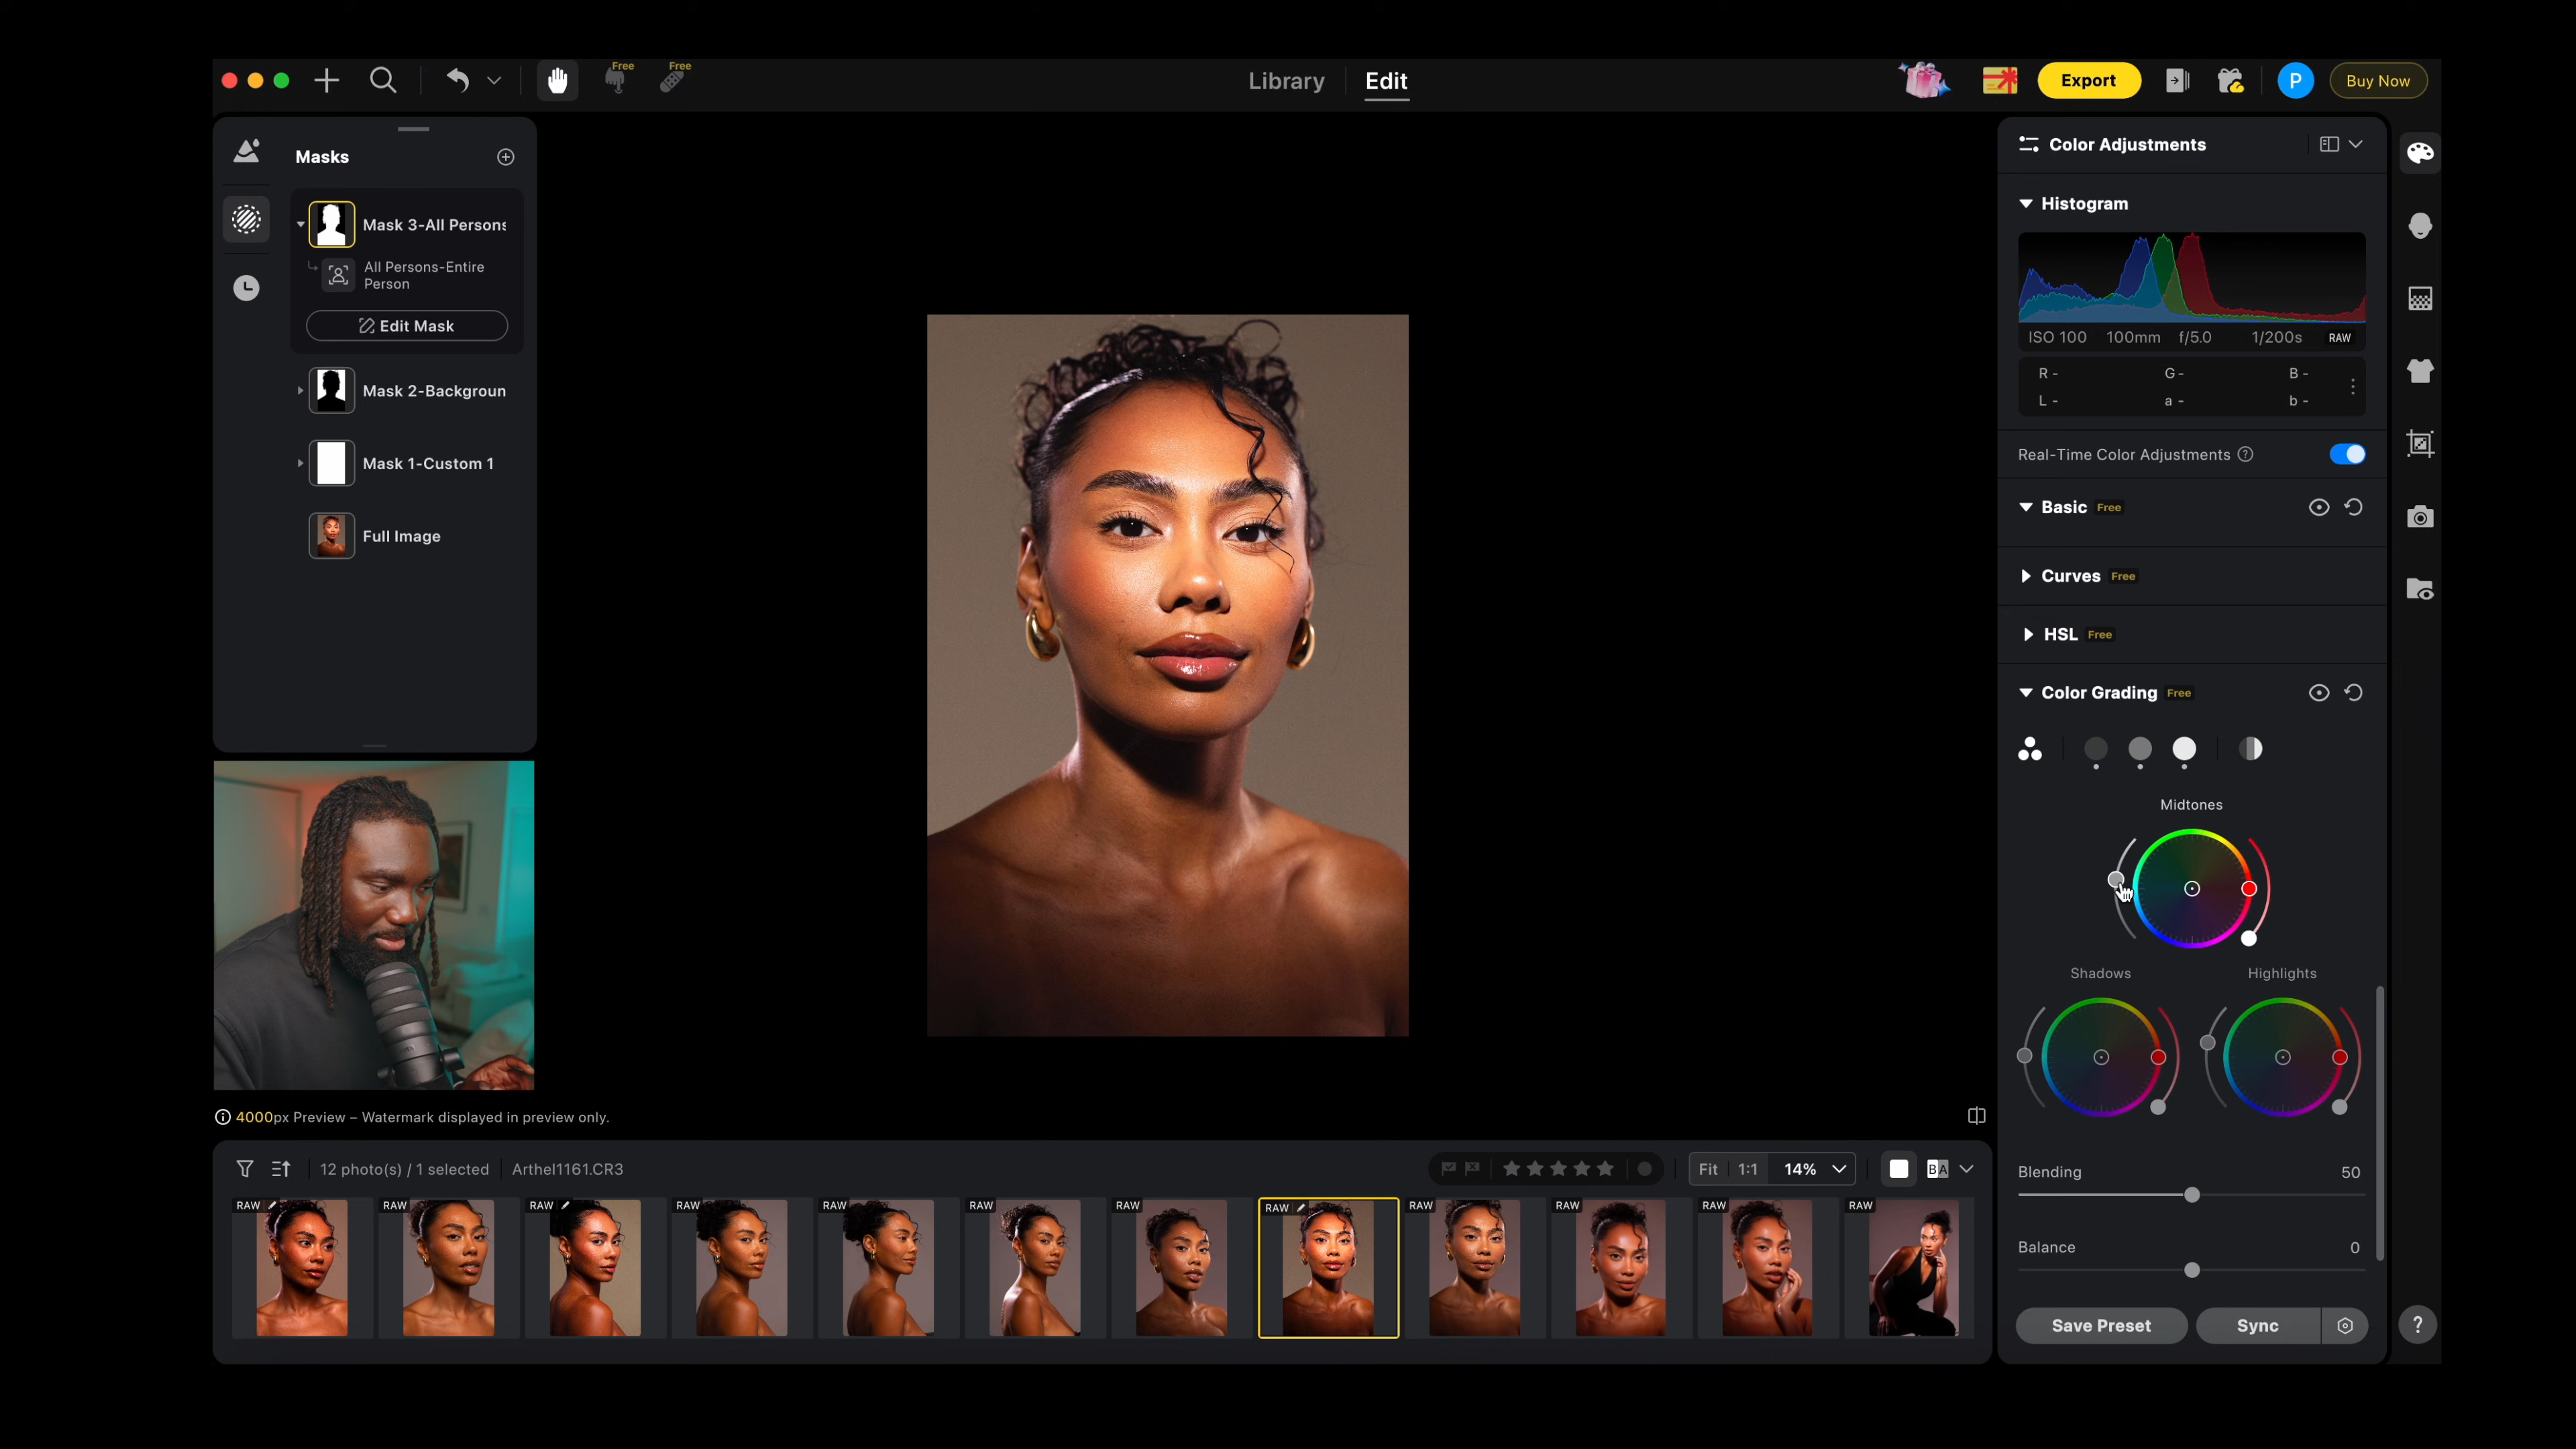 Free
Free
Library
Edit
Export
P
Buy Now
Masks
Mask 3-All Persons
All Persons-Entire
Person
Edit Mask
Mask 2-Backgroun
Mask 1-Custom 1
Full Image
Color Adjustments
Histogram
ISO 100 100mm f/5.0 1/200s RAW
R - G - B -
L - a - b -
Real-Time Color Adjustments ?
Basic Free
Curves Free
HSL Free
Color Grading Free
Midtones
Shadows Highlights
Blending 50
Balance 0
Save Preset Sync
?
4000px Preview – Watermark displayed in preview only.
12 photo(s) / 1 selected Arthel1161.CR3
Fit 1:1 14% B A
RAW RAW RAW RAW RAW RAW RAW RAW RAW RAW RAW RAW